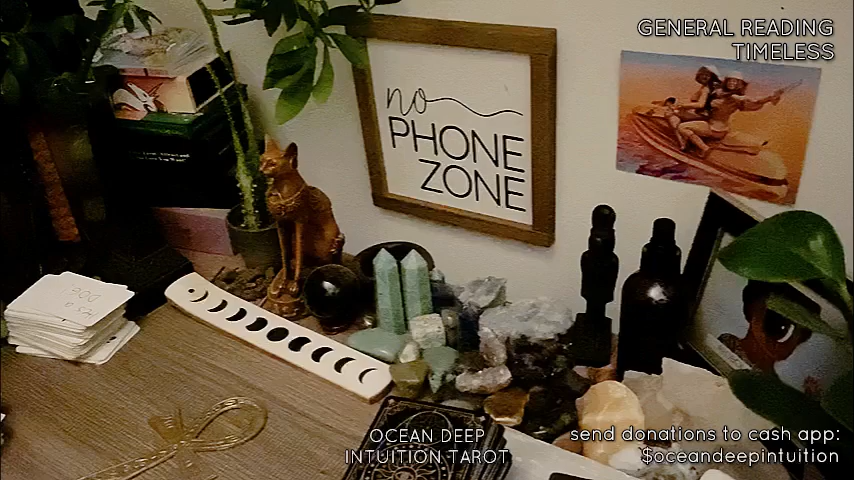 GENERAL READING
TIMELESS
no
PHONE
ZONE
OCEAN DEEP
INTUITION TAROT
send donations to cash app:
$oceandeepintuition